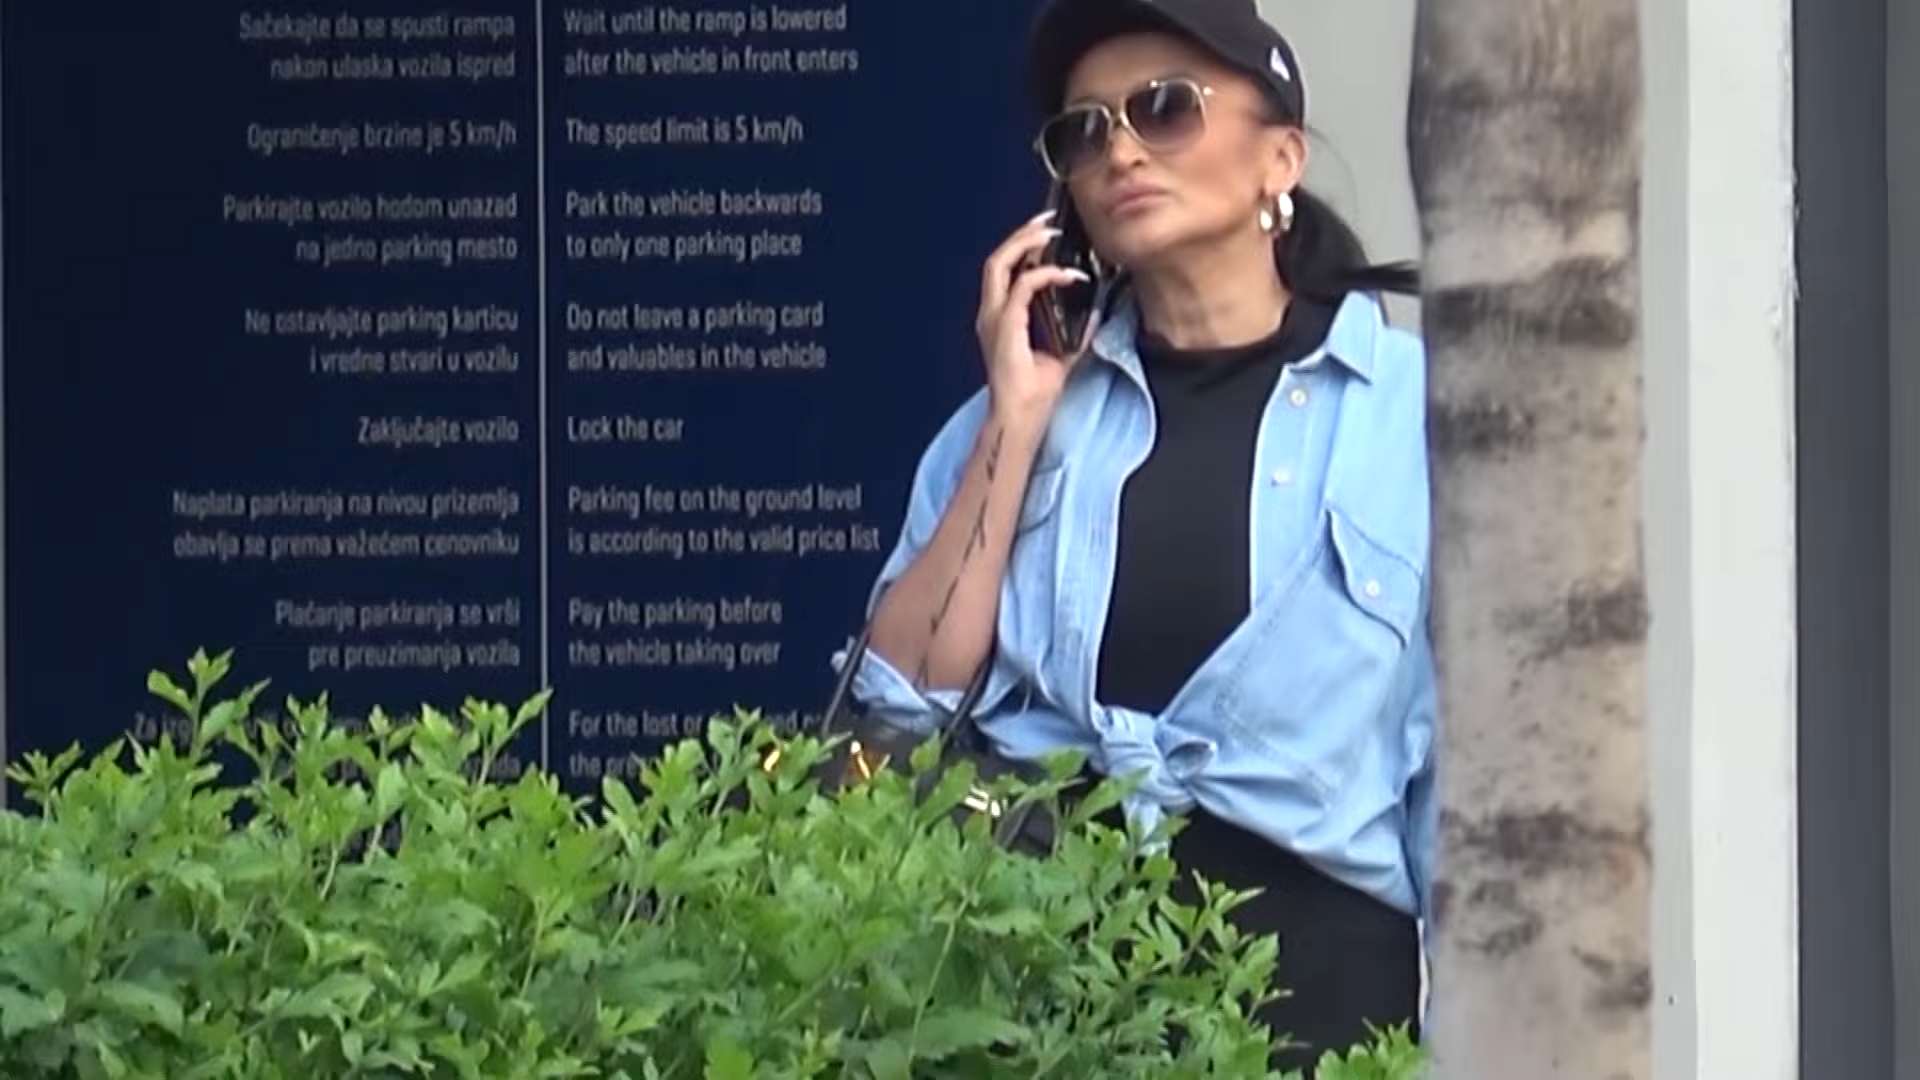 Sačekajte da se spusti rampa
nakon ulaska vozila ispred
Ograničenje brzine je 5 km/h
Parkirajte vozilo hodom unazad
na jedno parking mesto
Ne ostavljajte parking karticu
i vredne stvari u vozilu
Zaključajte vozilo
Naplata parkiranja na nivou prizemlja
obavlja se prema važećem cenovniku
Plaćanje parkiranja se vrši
pre preuzimanja vozila
Za
Wait until the ramp is lowered
after the vehicle in front enters
The speed limit is 5 km/h
Park the vehicle backwards
to only one parking place
Do not leave a parking card
and valuables in the vehicle
Lock the car
Parking fee on the ground level
is according to the valid price list
Pay the parking before
the vehicle taking over
For the lost or
the